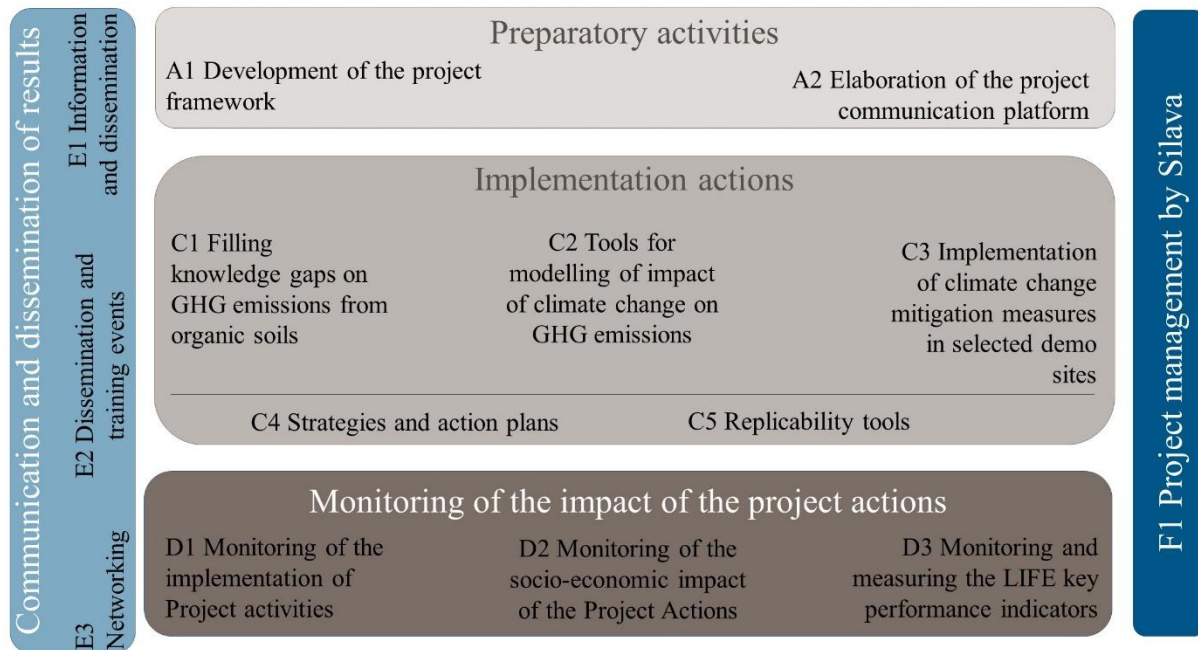 Communication and dissemination of results
E1 Information
and dissemination
E2 Dissemination and
training events
E3
Networking
Preparatory activities
A1 Development of the project
framework
A2 Elaboration of the project
communication platform
Implementation actions
C1 Filling
knowledge gaps on
GHG emissions from
organic soils
C2 Tools for
modelling of impact
of climate change on
GHG emissions
C3 Implementation
of climate change
mitigation measures
in selected demo
sites
C4 Strategies and action plans
C5 Replicability tools
Monitoring of the impact of the project actions
D1 Monitoring of the
implementation of
Project activities
D2 Monitoring of the
socio-economic impact
of the Project Actions
D3 Monitoring and
measuring the LIFE key
performance indicators
F1 Project management by Silava